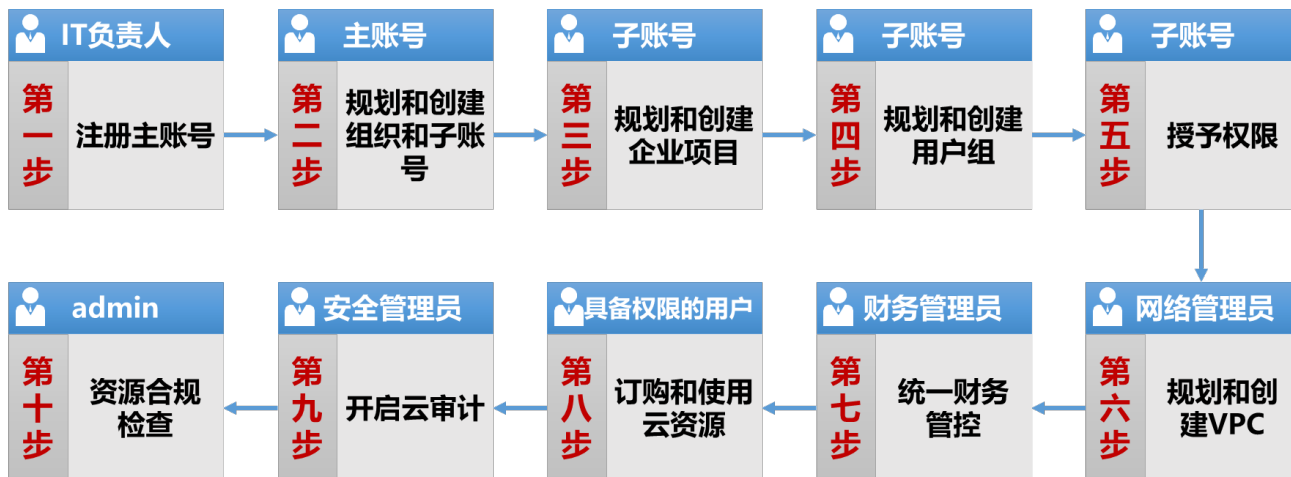 IT负责人
第一步
注册主账号
主账号
第二步
规划和创建
组织和子账
号
子账号
第三步
规划和创建
企业项目
子账号
第四步
规划和创建
用户组
子账号
第五步
授予权限
网络管理员
第六步
规划和创
建VPC
财务管理员
第七步
统一财务
管控
具备权限的用户
第八步
订购和使用
云资源
安全管理员
第九步
开启云审计
admin
第十步
资源合规
检查